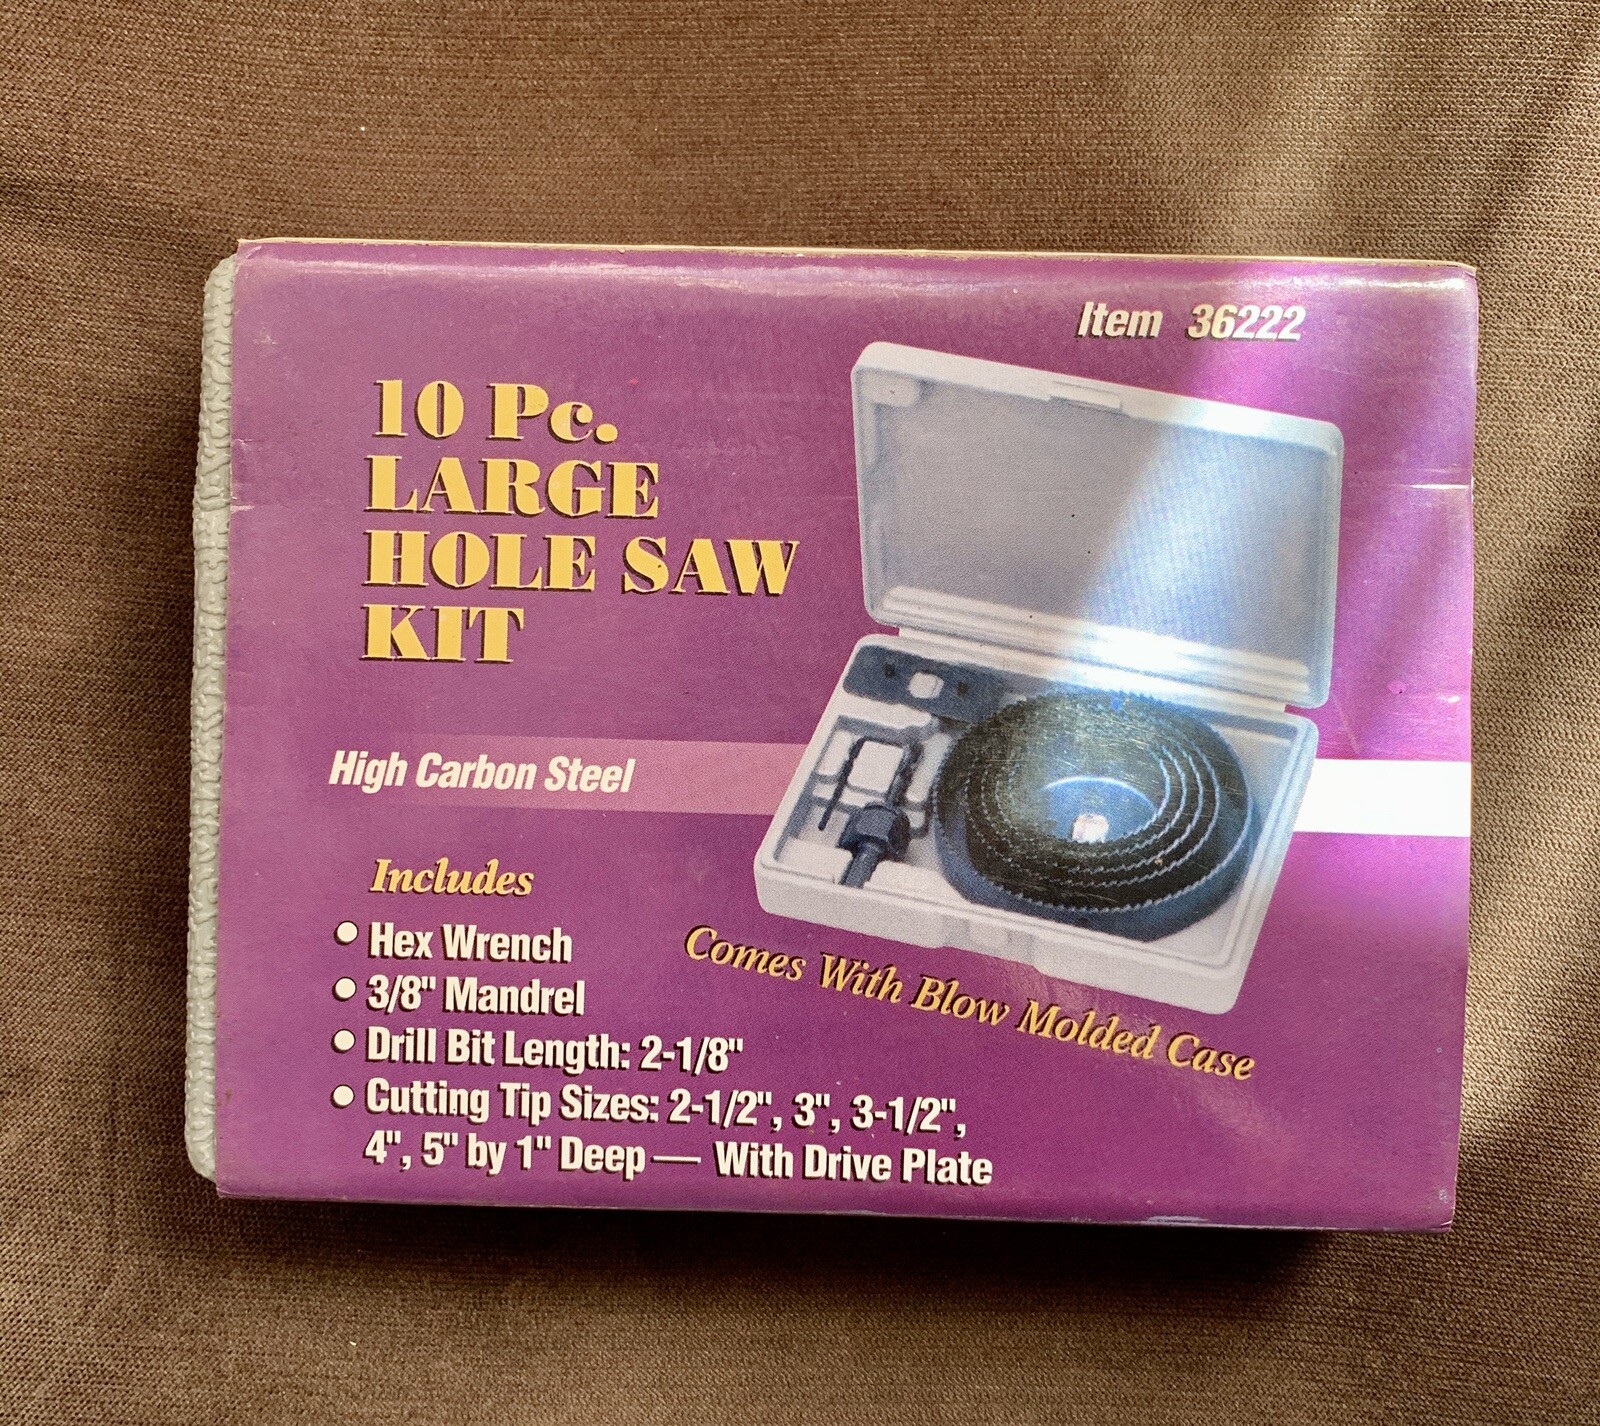 Item 36222
10 Pc.
LARGE
HOLE SAW
KIT
High Carbon Steel
Includes
● Hex Wrench
● 3/8" Mandrel
● Drill Bit Length: 2-1/8"
● Cutting Tip Sizes: 2-1/2", 3", 3-1/2",
4", 5" by 1" Deep — With Drive Plate
Comes With Blow Molded Case